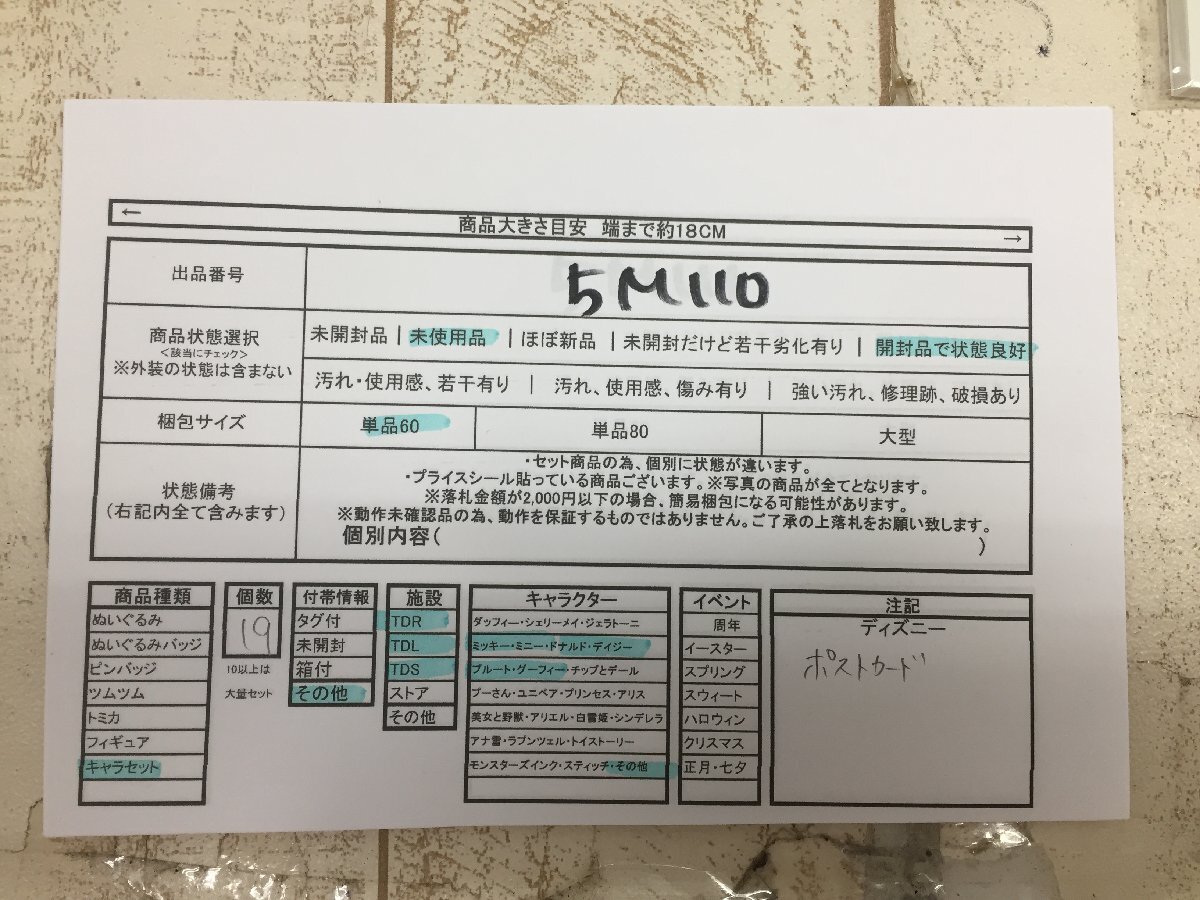 ←
商品大きさ目安 端まで約18CM
→
出品番号
5M110
商品状態選択
<該当にチェック>
※外装の状態は含まない
未開封品 | 未使用品 | ほぼ新品 | 未開封だけど若干劣化有り | 開封品で状態良好
汚れ・使用感、若干有り | 汚れ、使用感、傷み有り | 強い汚れ、修理跡、破損あり
梱包サイズ
単品60
単品80
大型
状態備考
(右記内全て含みます)
・セット商品の為、個別に状態が違います。
・プライスシール貼っている商品ございます。※写真の商品が全てとなります。
※落札金額が2,000円以下の場合、簡易梱包になる可能性があります。
※動作未確認品の為、動作を保証するものではありません。ご了承の上落札をお願い致します。
個別内容( )
商品種類
ぬいぐるみ
ぬいぐるみバッジ
ピンバッジ
ツムツム
トミカ
フィギュア
キャラセット
個数
19
10以上は
大量セット
付帯情報
タグ付
未開封
箱付
その他
施設
TDR
TDL
TDS
ストア
その他
キャラクター
ダッフィー・シェリーメイ・ジェラトーニ
ミッキー・ミニー・ドナルド・デイジー
プルート・グーフィー・チップとデール
プーさん・ユニベア・プリンセス・アリス
美女と野獣・アリエル・白雪姫・シンデレラ
アナ雪・ラプンツェル・トイストーリー
モンスターズインク・スティッチ・その他
イベント
周年
イースター
スプリング
スウィート
ハロウィン
クリスマス
正月・七夕
注記
ディズニー
ポストカード